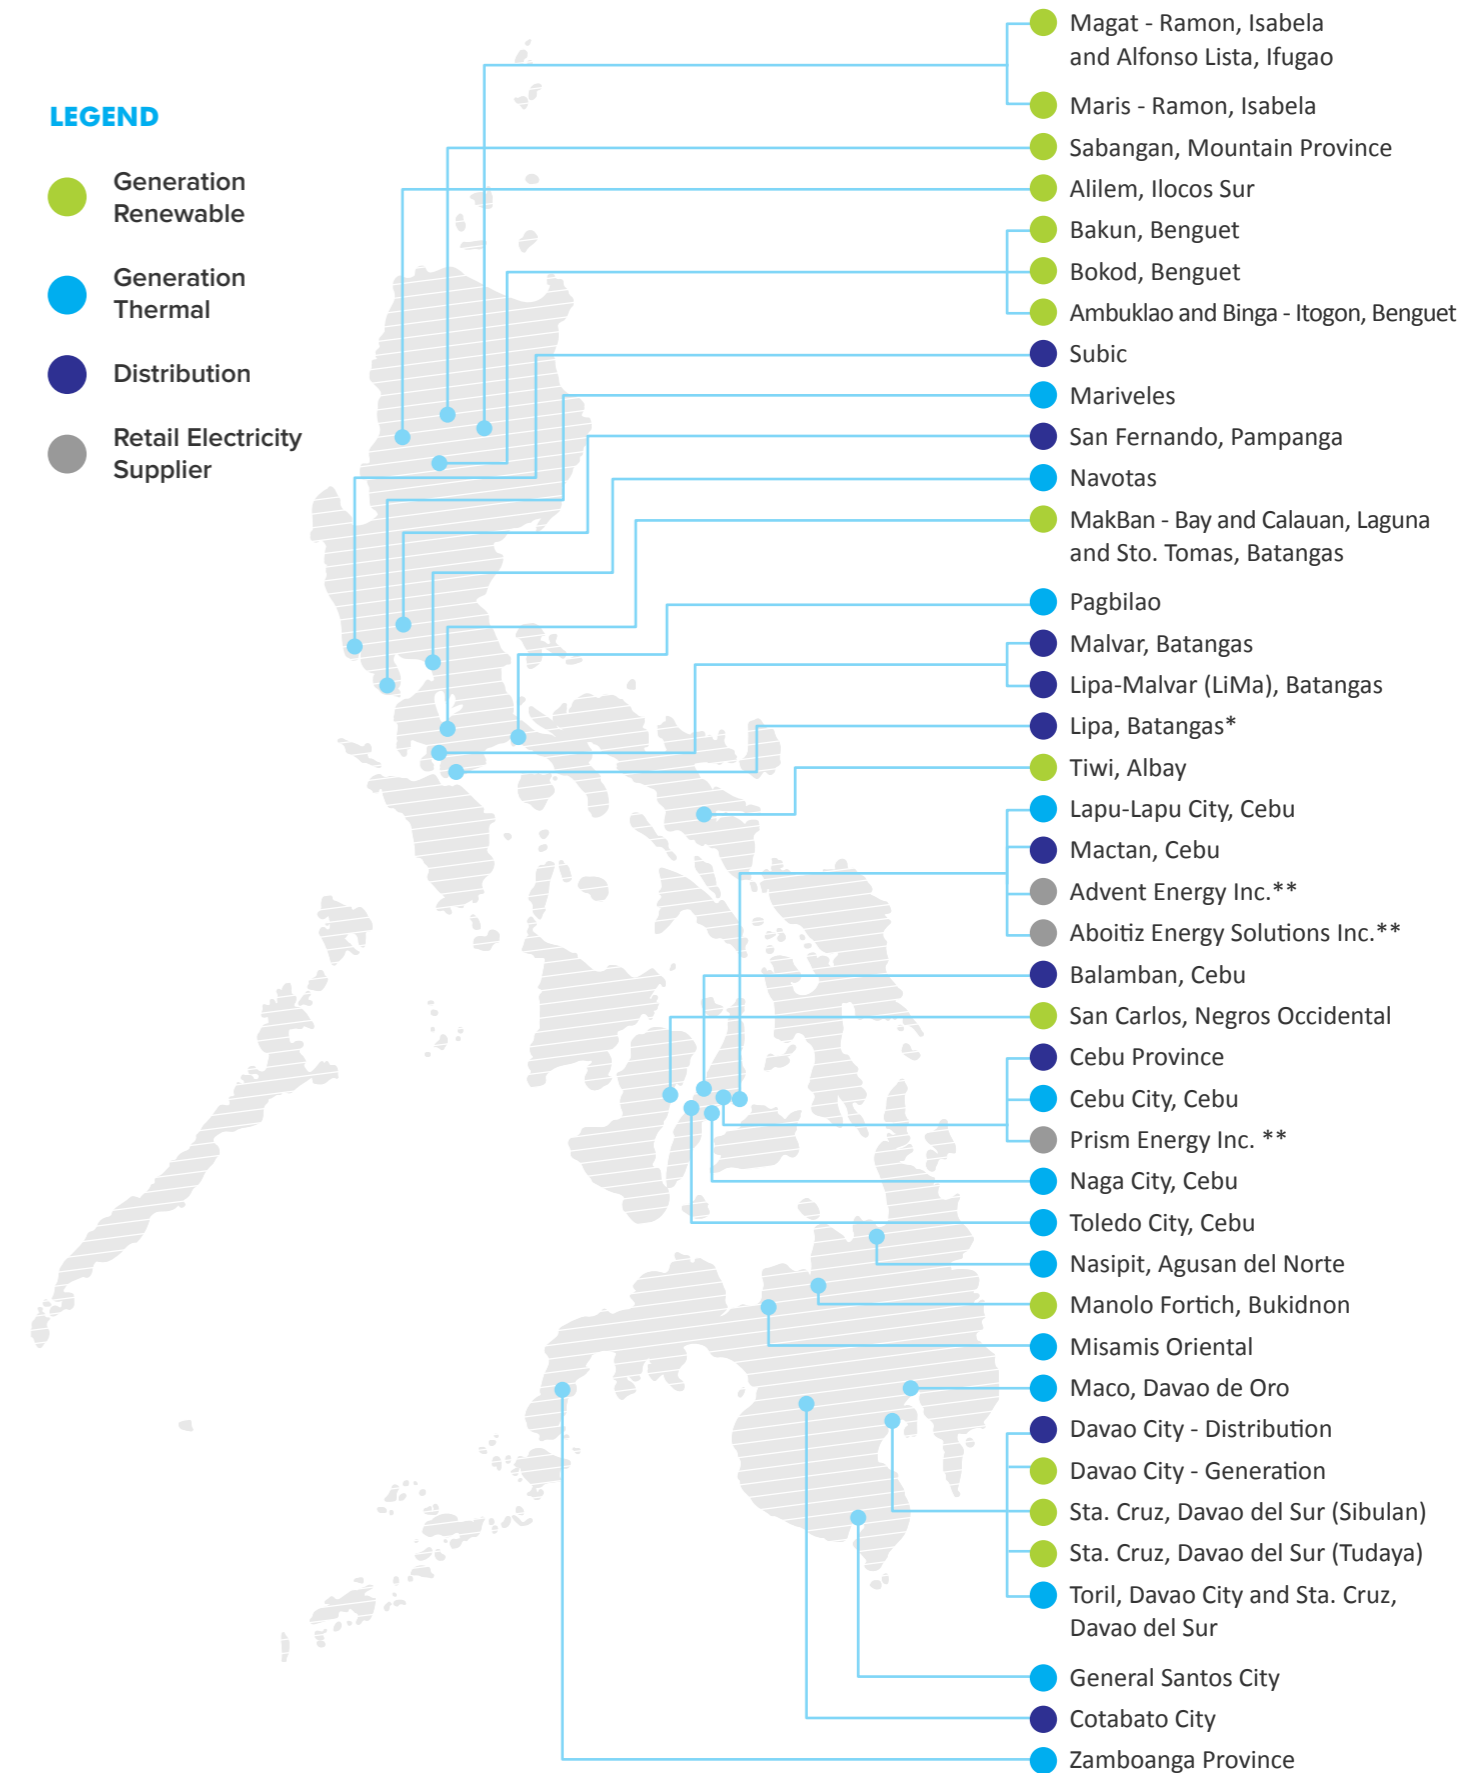 LEGEND
Generation
Renewable
Generation
Thermal
Distribution
Retail Electricity
Supplier
Magat - Ramon, Isabela
and Alfonso Lista, Ifugao
Maris - Ramon, Isabela
Sabangan, Mountain Province
Alilem, Ilocos Sur
Bakun, Benguet
Bokod, Benguet
Ambuklao and Binga - Itogon, Benguet
Subic
Mariveles
San Fernando, Pampanga
Navotas
MakBan - Bay and Calauan, Laguna
and Sto. Tomas, Batangas
Pagbilao
Malvar, Batangas
Lipa-Malvar (LiMa), Batangas
Lipa, Batangas*
Tiwi, Albay
Lapu-Lapu City, Cebu
Mactan, Cebu
Advent Energy Inc.**
Aboitiz Energy Solutions Inc.**
Balamban, Cebu
San Carlos, Negros Occidental
Cebu Province
Cebu City, Cebu
Prism Energy Inc. **
Naga City, Cebu
Toledo City, Cebu
Nasipit, Agusan del Norte
Manolo Fortich, Bukidnon
Misamis Oriental
Maco, Davao de Oro
Davao City - Distribution
Davao City - Generation
Sta. Cruz, Davao del Sur (Sibulan)
Sta. Cruz, Davao del Sur (Tudaya)
Toril, Davao City and Sta. Cruz,
Davao del Sur
General Santos City
Cotabato City
Zamboanga Province